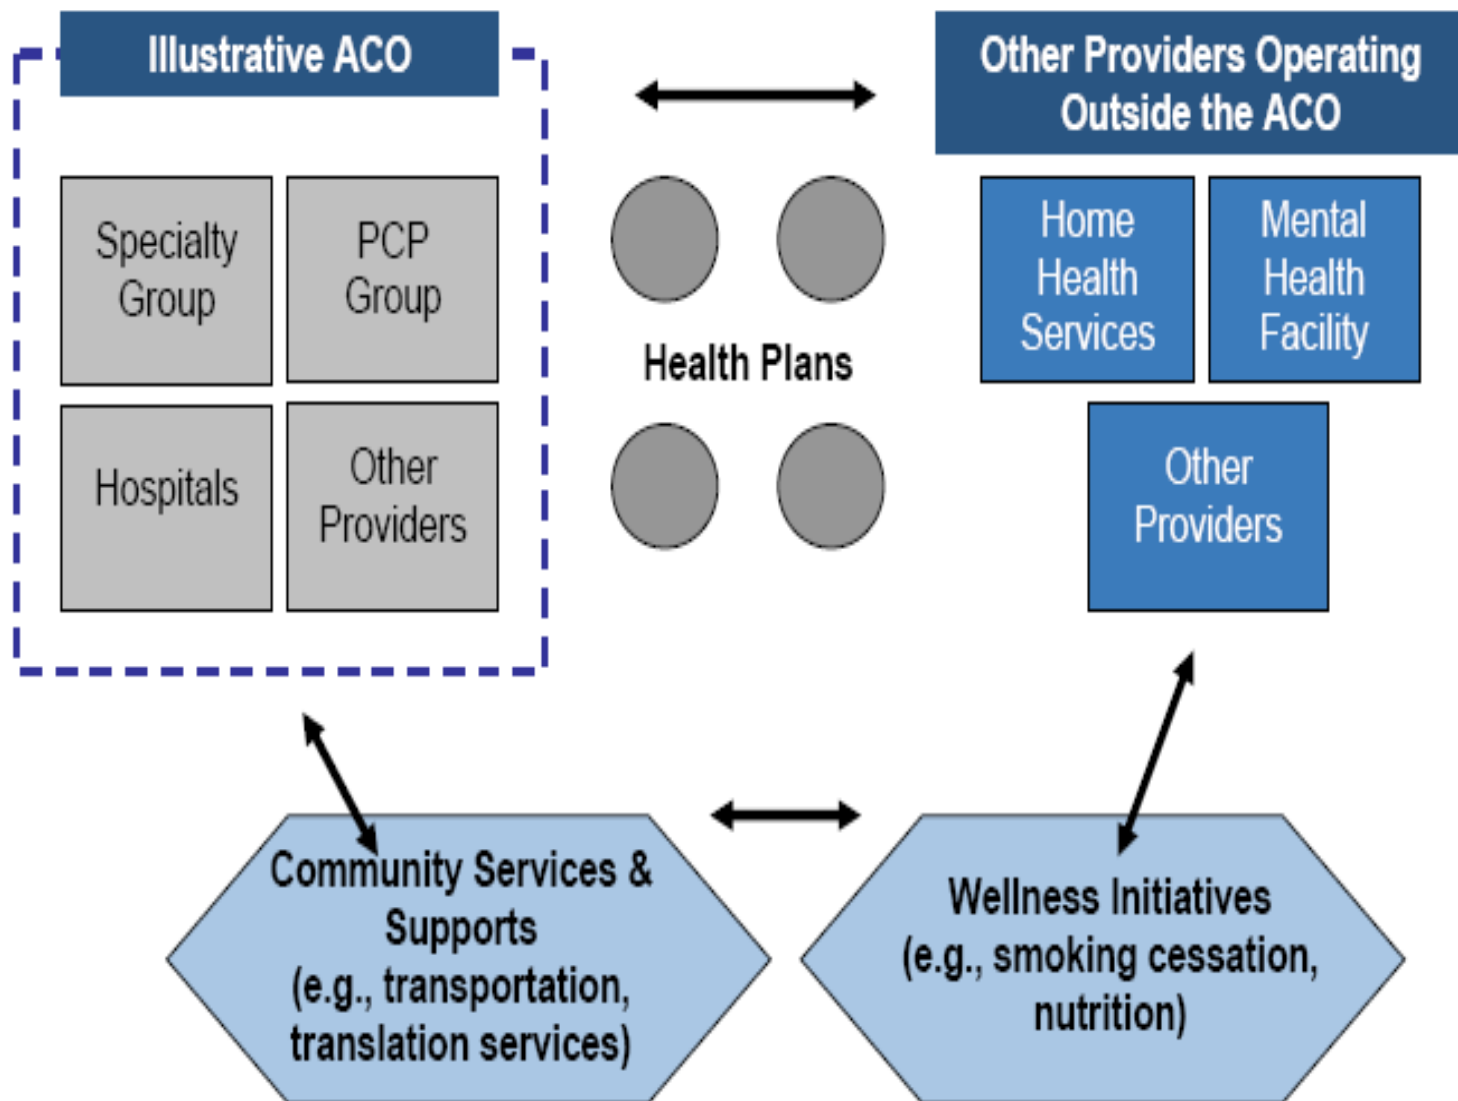 Illustrative ACO
Other Providers Operating
Outside the ACO
Specialty
Group
PCP
Group
Hospitals
Other
Providers
Health Plans
Home
Health
Services
Mental
Health
Facility
Other
Providers
Community Services &
Supports
(e.g., transportation,
translation services)
Wellness Initiatives
(e.g., smoking cessation,
nutrition)